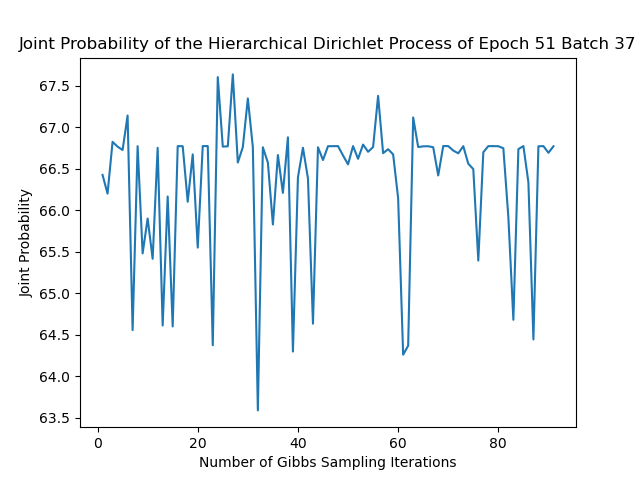 Joint Probability of the Hierarchical Dirichlet Process of Epoch 51 Batch 37
67.5
67.0
66.5
66.0
65.5
65.0
64.5
64.0
63.5
Joint Probability
0 20 40 60 80
Number of Gibbs Sampling Iterations